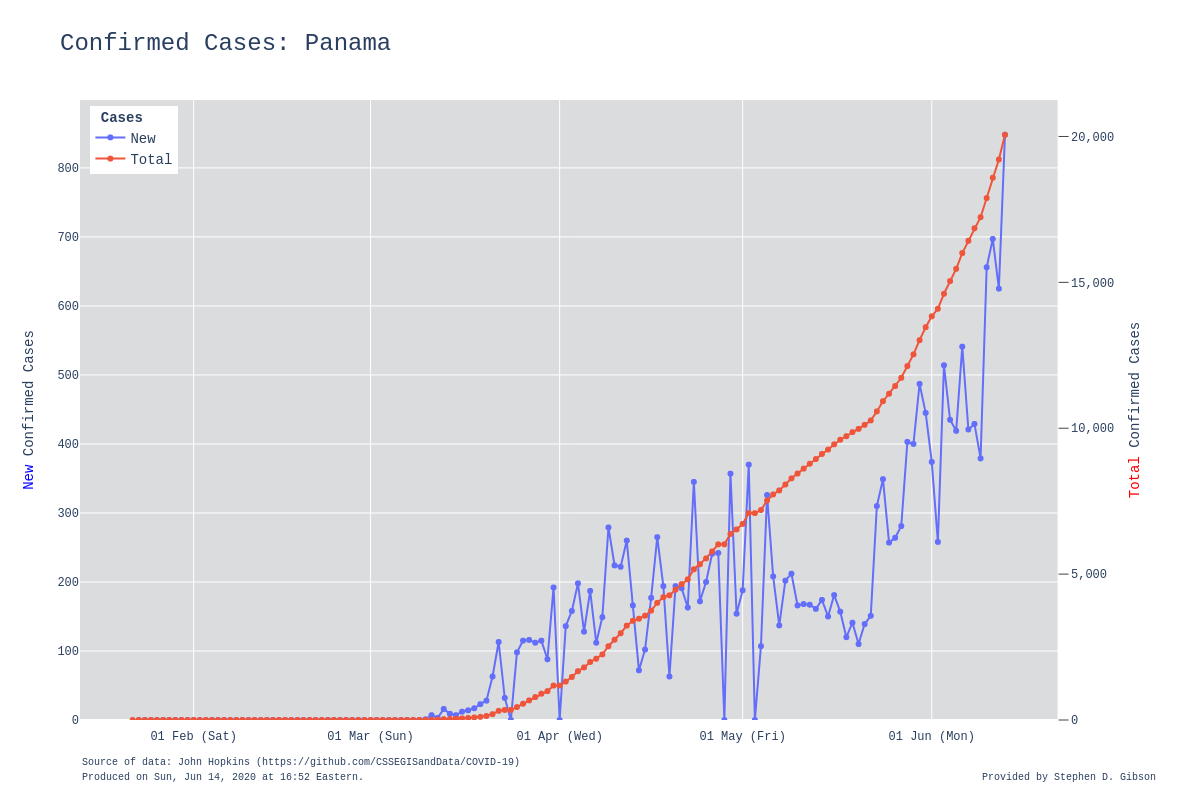 Confirmed Cases: Panama
Cases
New
Total
800
700
600
500
400
300
200
100
0
20,000
15,000
10,000
5,000
0
New Confirmed Cases
Total Confirmed Cases
01 Feb (Sat)
01 Mar (Sun)
01 Apr (Wed)
01 May (Fri)
01 Jun (Mon)
Source of data: John Hopkins (https://github.com/CSSEGISandData/COVID-19)
Produced on Sun, Jun 14, 2020 at 16:52 Eastern.
Provided by Stephen D. Gibson